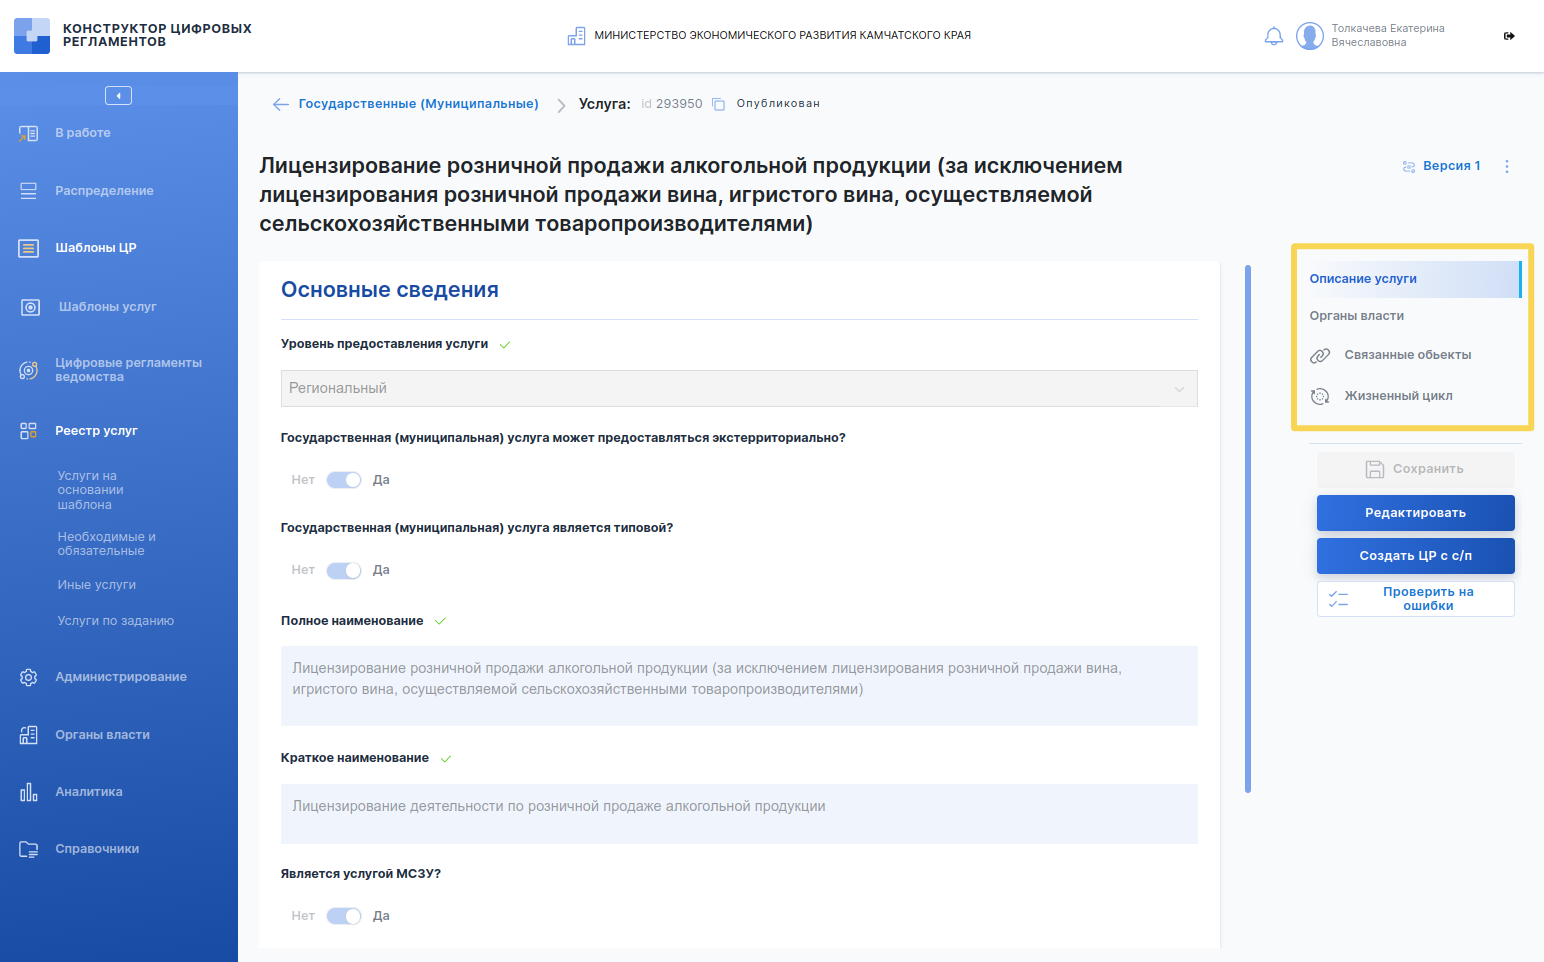 КОНСТРУКТОР ЦИФРОВЫХ
РЕГЛАМЕНТОВ
МИНИСТЕРСТВО ЭКОНОМИЧЕСКОГО РАЗВИТИЯ КАМЧАТСКОГО КРАЯ
Толкачева Екатерина
Вячеславовна
В работе
Распределение
Шаблоны ЦР
Шаблоны услуг
Цифровые регламенты
ведомства
Реестр услуг
Услуги на
основании
шаблона
Необходимые и
обязательные
Иные услуги
Услуги по заданию
Администрирование
Органы власти
Аналитика
Справочники
Государственные (Муниципальные)
Услуга: id 293950 Опубликован
Лицензирование розничной продажи алкогольной продукции (за исключением
лицензирования розничной продажи вина, игристого вина, осуществляемой
сельскохозяйственными товаропроизводителями)
Версия 1
Основные сведения
Уровень предоставления услуги
Региональный
Государственная (муниципальная) услуга может предоставляться экстерриториально?
Нет Да
Государственная (муниципальная) услуга является типовой?
Нет Да
Полное наименование
Лицензирование розничной продажи алкогольной продукции (за исключением лицензирования розничной продажи вина,
игристого вина, осуществляемой сельскохозяйственными товаропроизводителями)
Краткое наименование
Лицензирование деятельности по розничной продаже алкогольной продукции
Является услугой МСЗУ?
Нет Да
Описание услуги
Органы власти
Связанные обьекты
Жизненный цикл
Сохранить
Редактировать
Создать ЦР с с/п
Проверить на
ошибки